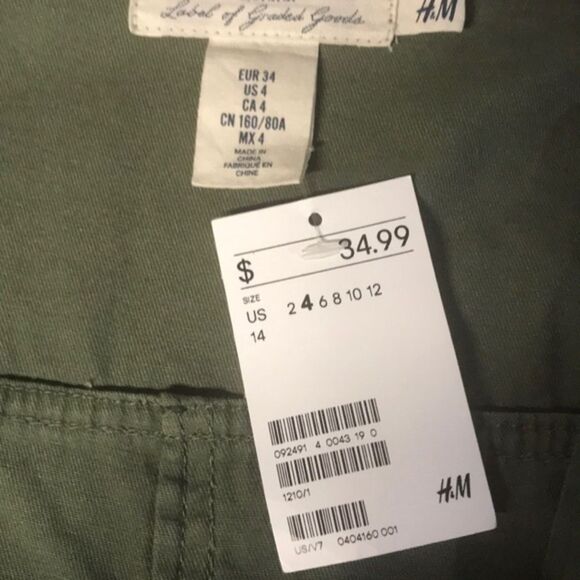 Label of Graded Goods
H&M
EUR 34
US 4
CA 4
CN 160/80A
MX 4
MADE IN
CHINA
FABRIQUÉ EN
CHINE
$ 34.99
SIZE
US 2 4 6 8 10 12
14
092491 4 0043 19 0
1210/1
H&M
US/V7 0404160 001